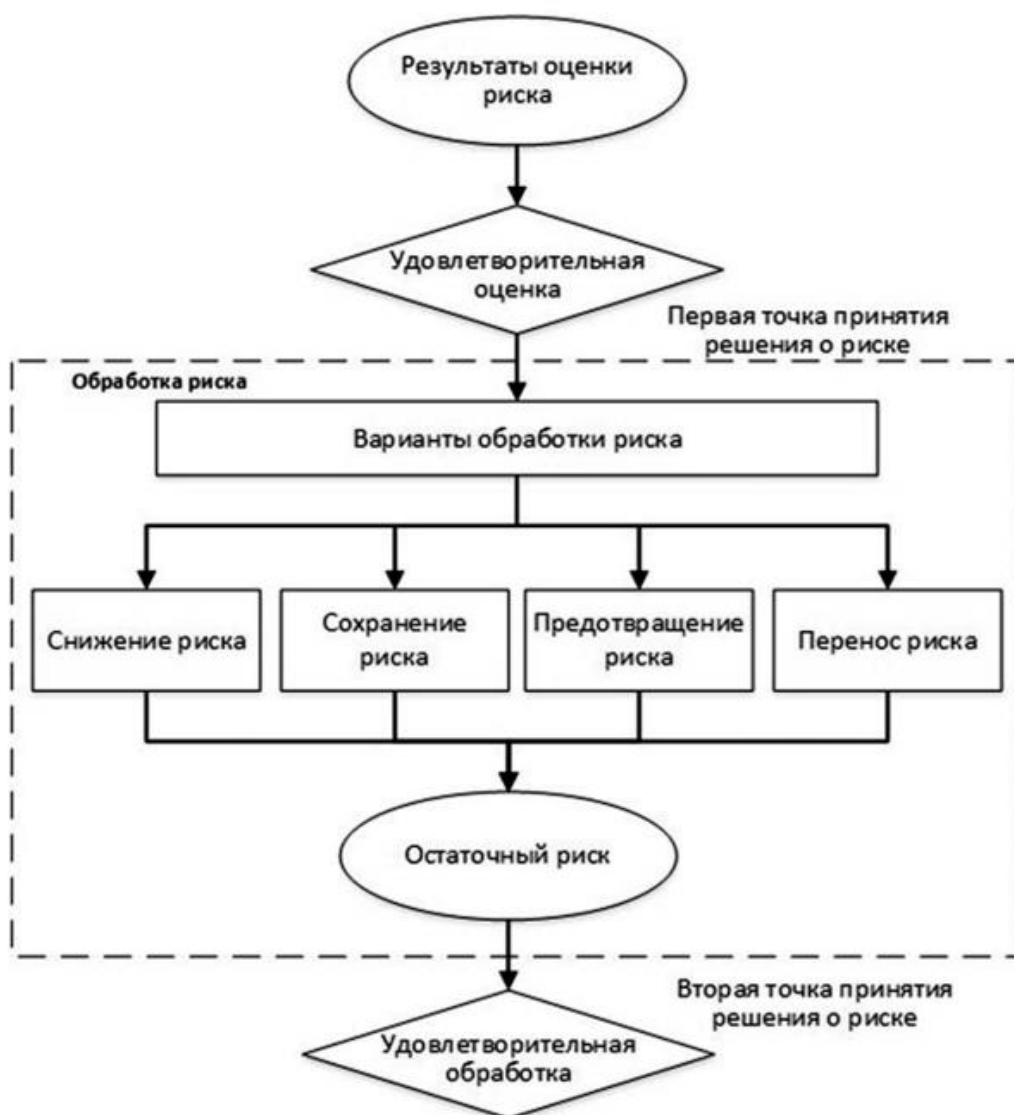 Результаты оценки
риска
Удовлетворительная
оценка
Первая точка принятия
решения о риске
Обработка риска
Варианты обработки риска
Снижение риска
Сохранение
риска
Предотвращение
риска
Перенос риска
Остаточный риск
Вторая точка принятия
решения о риске
Удовлетворительная
обработка